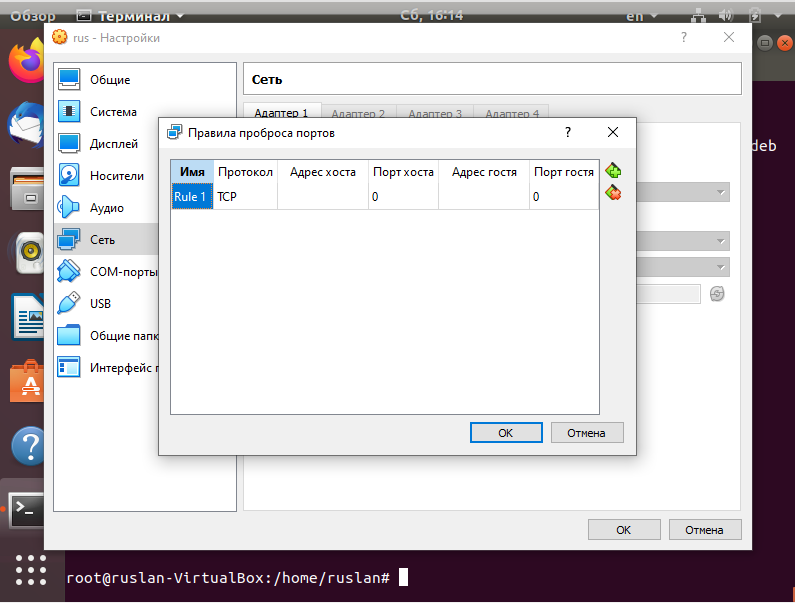 Обзор Терминал Сб, 16:14 en
rus - Настройки ?
Общие
Система
Дисплей
Носители
Аудио
Сеть
COM-порты
USB
Общие папк
Интерфейс
Сеть
Адаптер 1 Адаптер 2 Адаптер 3 Адаптер 4
Правила проброса портов ?
Имя Протокол Адрес хоста Порт хоста Адрес гостя Порт гостя
Rule 1 TCP 0 0
OK Отмена
deb
OK Отмена
root@ruslan-VirtualBox:/home/ruslan#